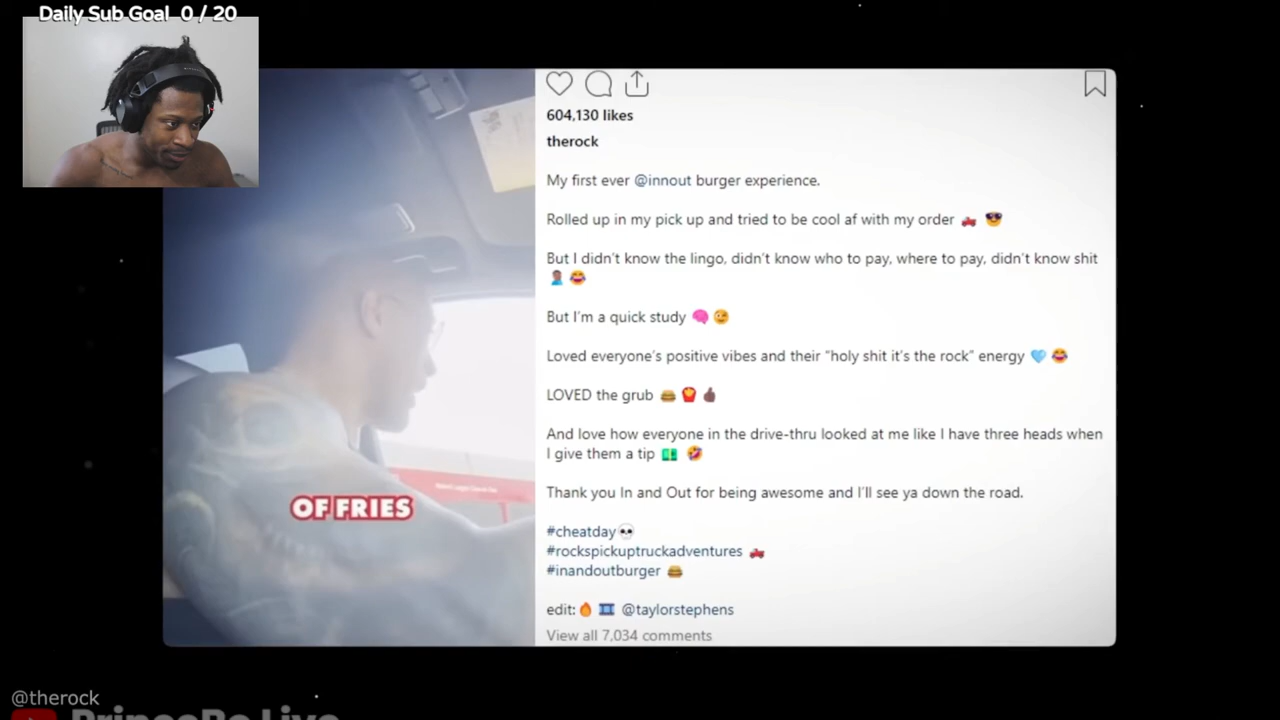 Daily Sub Goal 0 / 20
604,130 likes
therock
My first ever @innout burger experience.
Rolled up in my pick up and tried to be cool af with my order 🛻 😎
But I didn't know the lingo, didn't know who to pay, where to pay, didn't know shit
🤦🏽‍♂️ 😂
But I'm a quick study 🧠 😉
Loved everyone's positive vibes and their "holy shit it's the rock" energy 🩵 😂
LOVED the grub 🍔 🍟 👍🏿
And love how everyone in the drive-thru looked at me like I have three heads when
I give them a tip 💵 🤣
Thank you In and Out for being awesome and I'll see ya down the road.
#cheatday💀
#rockspickuptruckadventures 🛻
#inandoutburger 🍔
edit:🔥 🎞️ @taylorstephens
View all 7,034 comments
OF FRIES
@therock